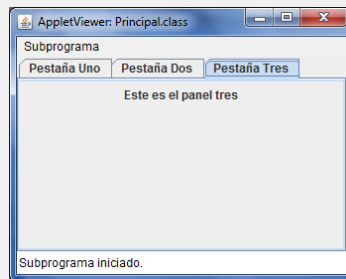 AppletViewer: Principal.class
Subprograma
Pestaña Uno Pestaña Dos Pestaña Tres
Este es el panel tres
Subprograma iniciado.